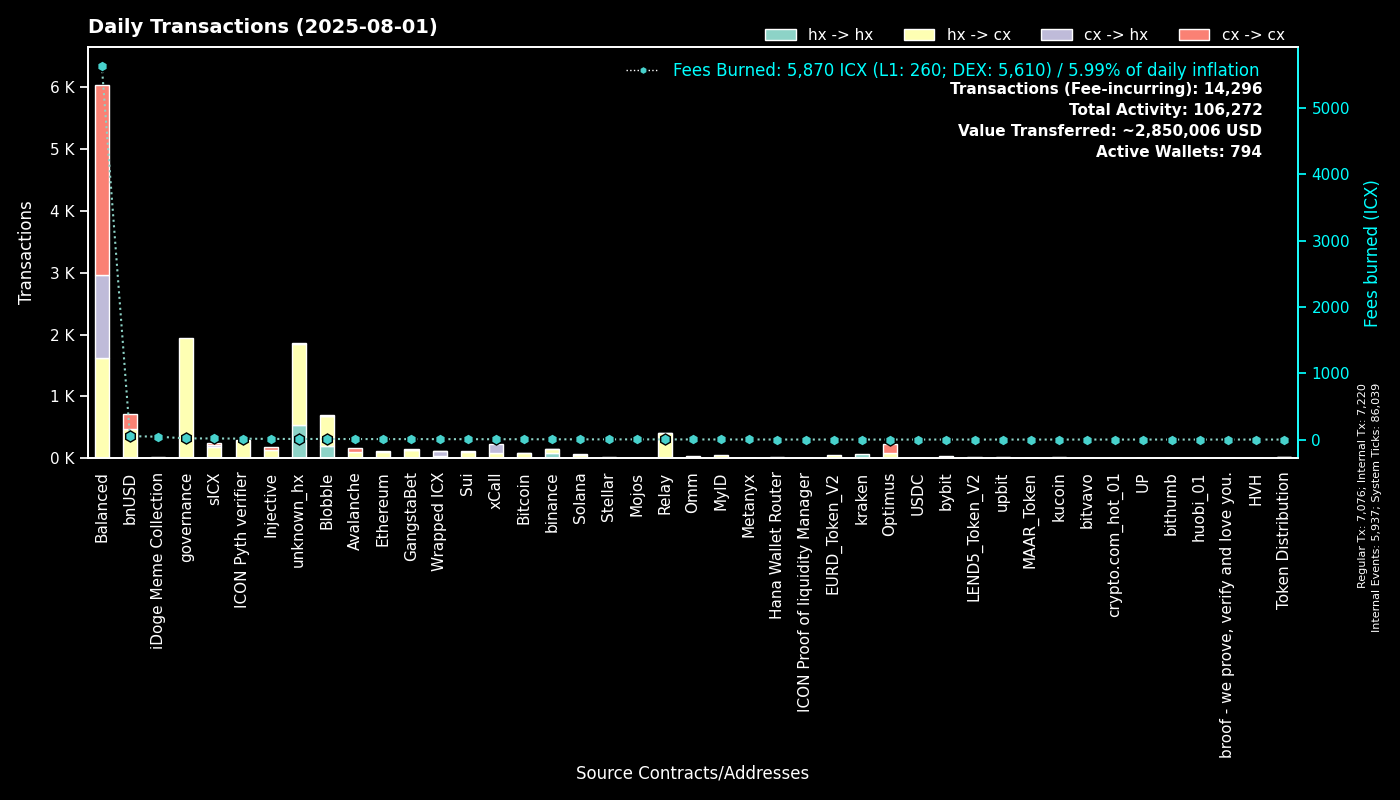 Daily Transactions (2025-08-01)
hx -> hx
hx -> cx
cx -> hx
cx -> cx
Fees Burned: 5,870 ICX (L1: 260; DEX: 5,610) / 5.99% of daily inflation
Transactions (Fee-incurring): 14,296
Total Activity: 106,272
Value Transferred: ~2,850,006 USD
Active Wallets: 794
Transactions
6 K
5 K
4 K
3 K
2 K
1 K
0 K
5000
4000
3000
2000
1000
0
Fees burned (ICX)
Regular Tx: 7,076; Internal Tx: 7,220
Internal Events: 5,937; System Ticks: 86,039
Balanced
bnUSD
iDoge Meme Collection
governance
sICX
ICON Pyth verifier
Injective
unknown_hx
Blobble
Avalanche
Ethereum
GangstaBet
Wrapped ICX
Sui
xCall
Bitcoin
binance
Solana
Stellar
Mojos
Relay
Omm
MyID
Metanyx
Hana Wallet Router
ICON Proof of liquidity Manager
EURD_Token_V2
kraken
Optimus
USDC
bybit
LEND5_Token_V2
upbit
MAAR_Token
kucoin
bitvavo
crypto.com_hot_01
UP
bithumb
huobi_01
broof - we prove, verify and love you.
HVH
Token Distribution
Source Contracts/Addresses